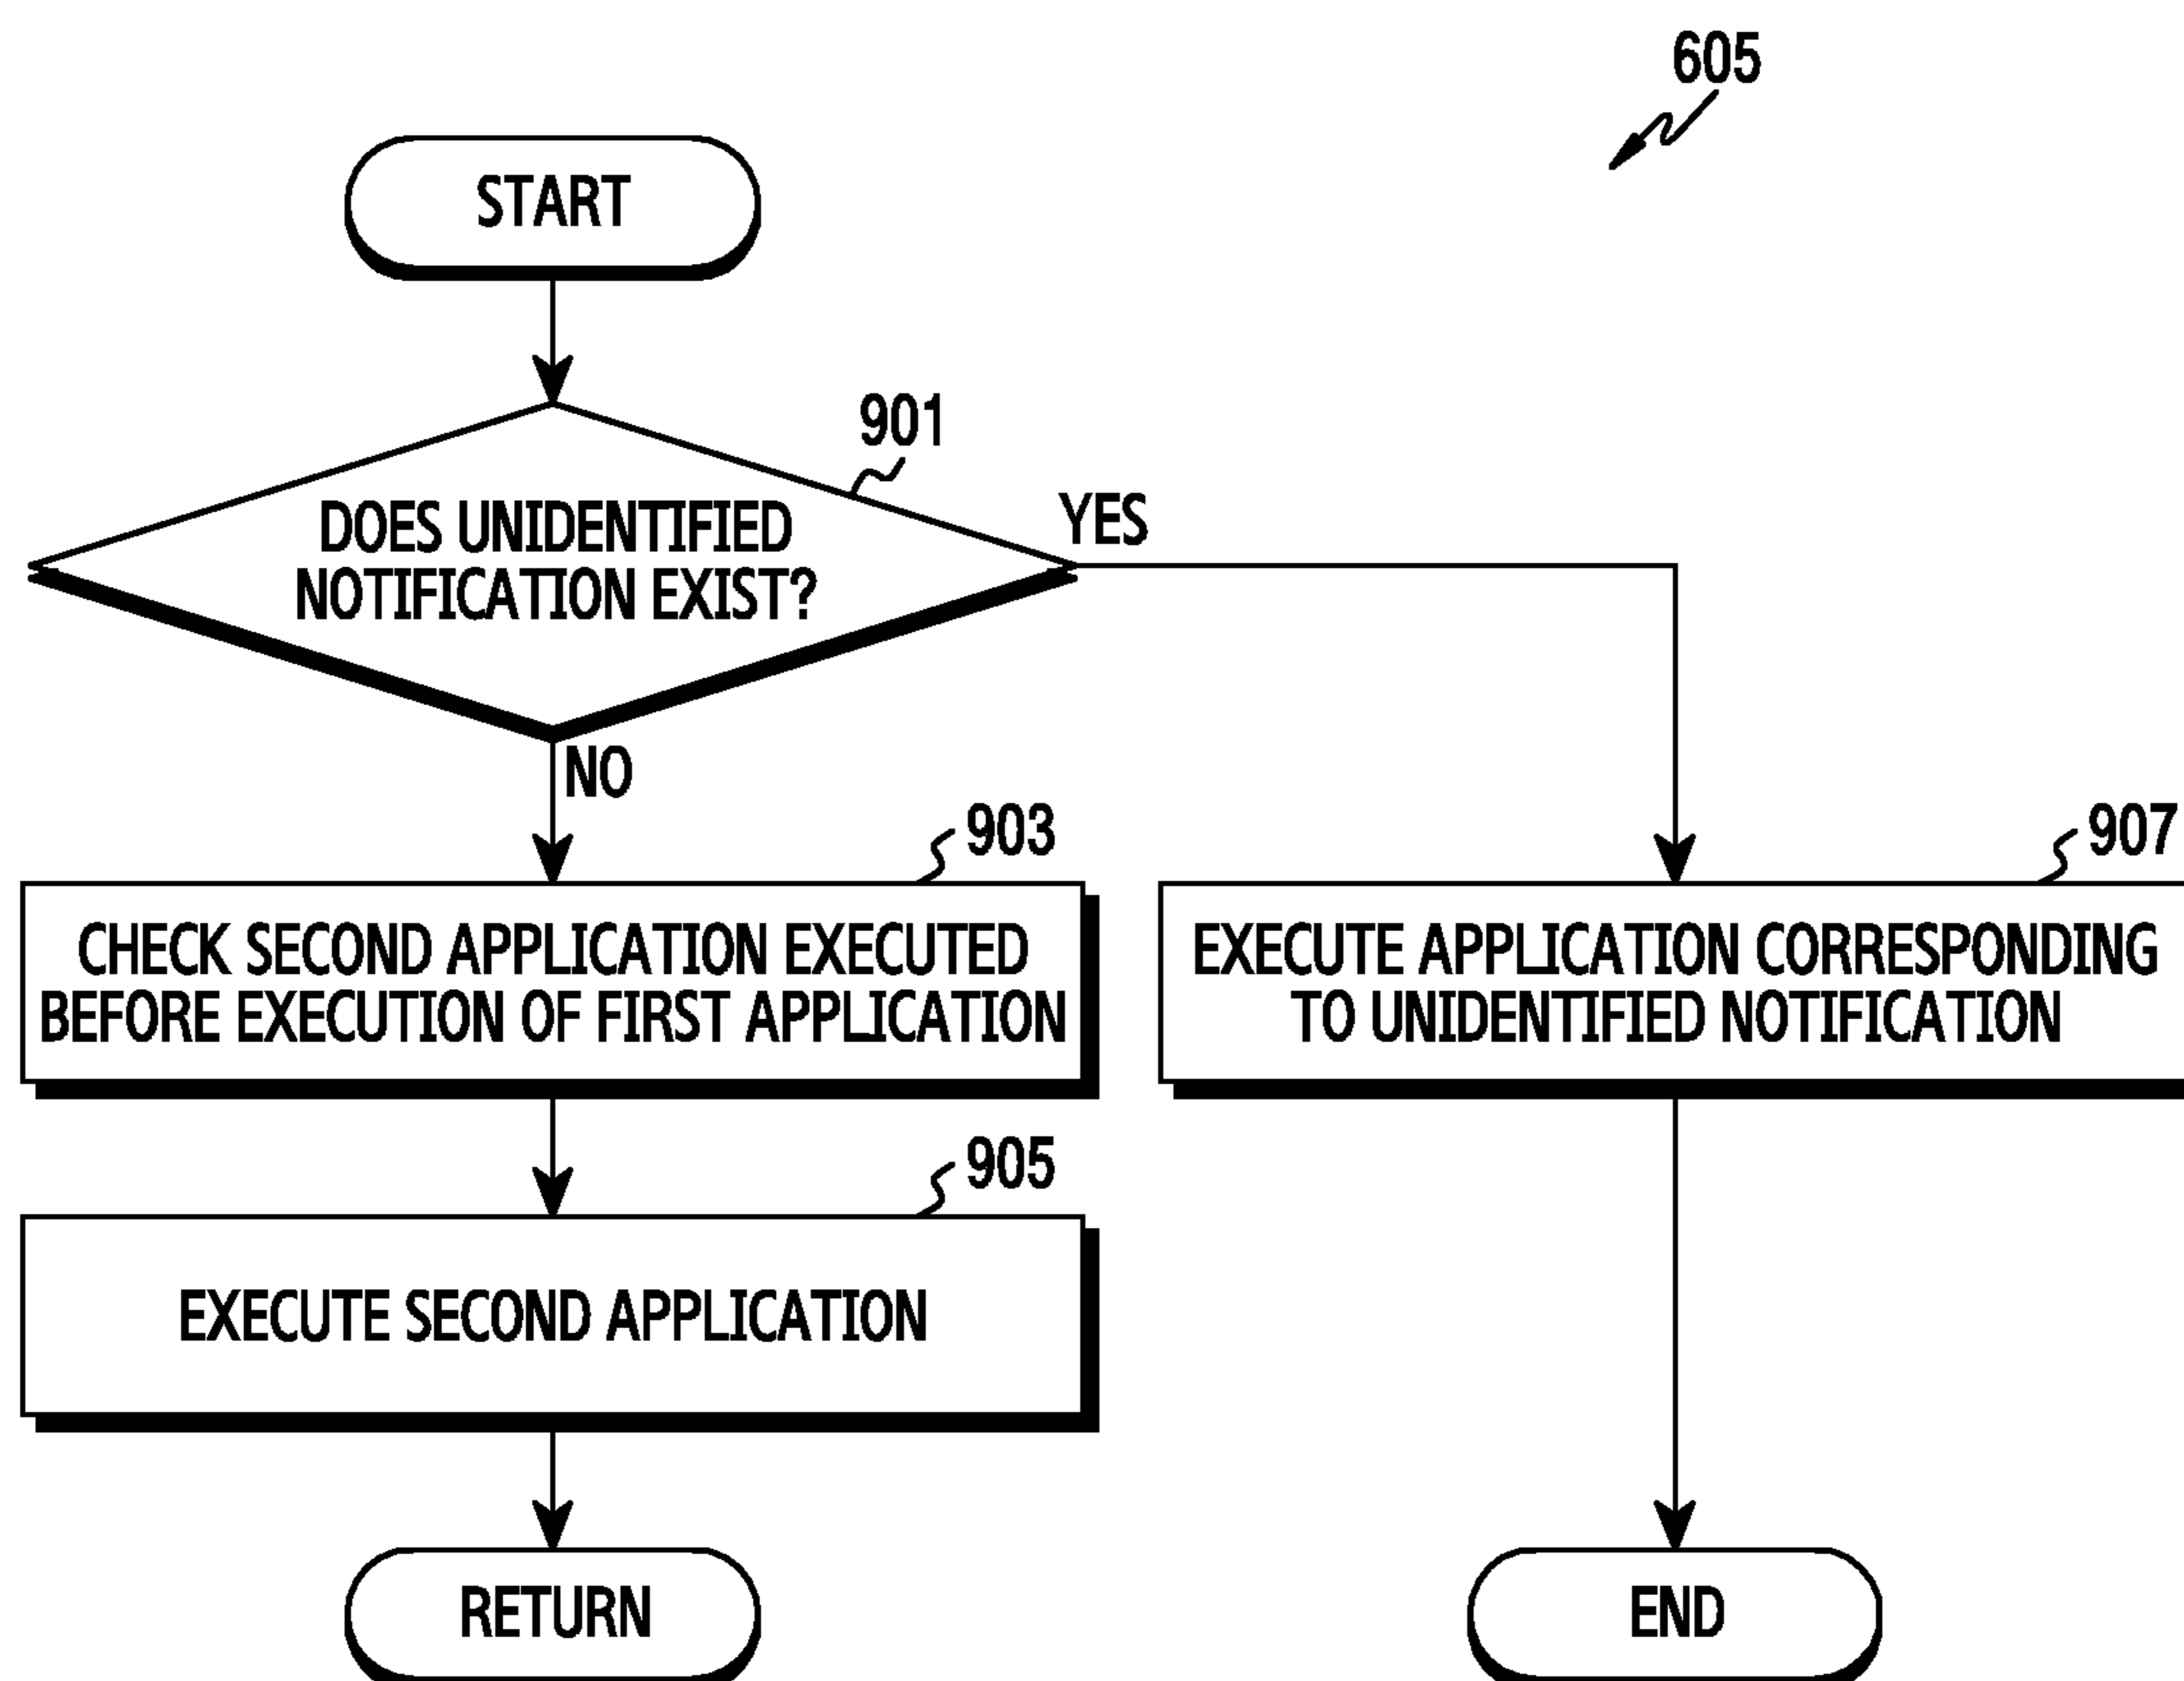 605
START
901
DOES UNIDENTIFIED
NOTIFICATION EXIST?
YES
NO
903
CHECK SECOND APPLICATION EXECUTED
BEFORE EXECUTION OF FIRST APPLICATION
907
EXECUTE APPLICATION CORRESPONDING
TO UNIDENTIFIED NOTIFICATION
905
EXECUTE SECOND APPLICATION
RETURN
END